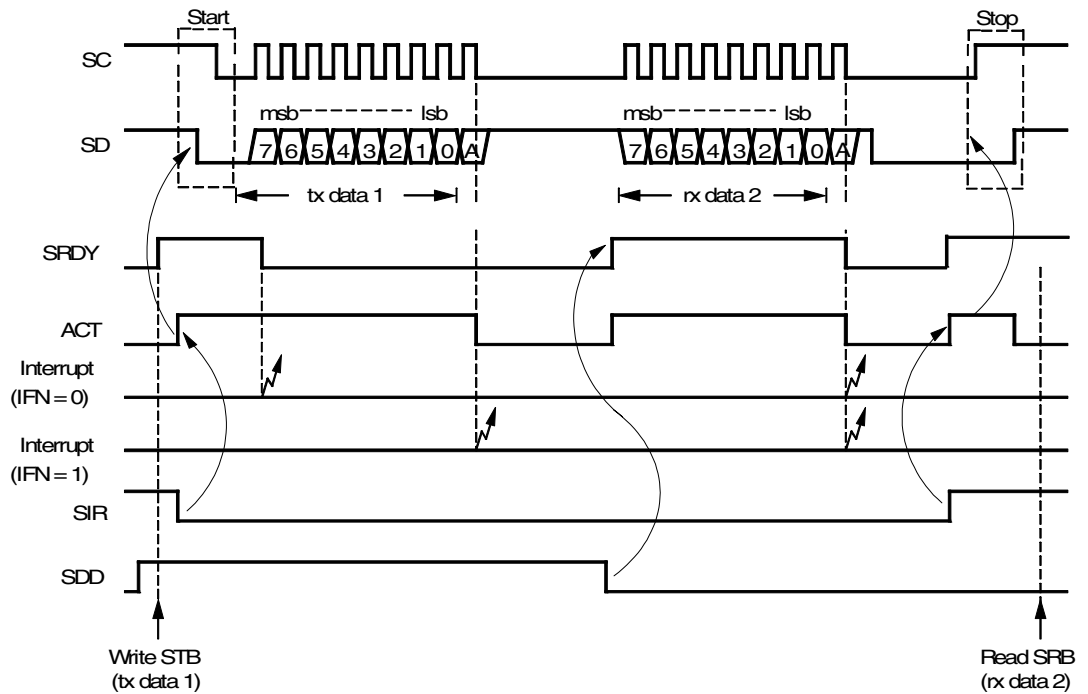 Start
Stop
SC
msb lsb
SD
7 6 5 4 3 2 1 0 A
7 6 5 4 3 2 1 0 A
tx data 1
rx data 2
SRDY
ACT
Interrupt
(IFN = 0)
Interrupt
(IFN = 1)
SIR
SDD
Write STB
(tx data 1)
Read SRB
(rx data 2)
msb lsb